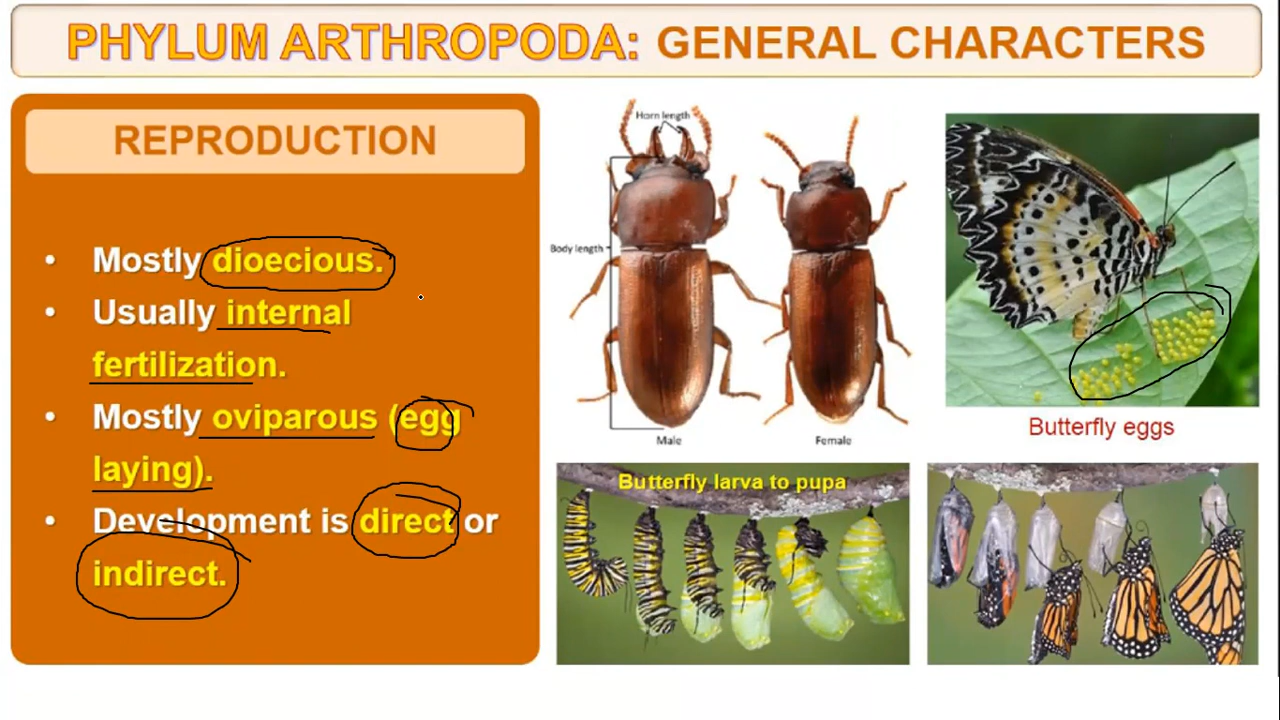 PHYLUM ARTHROPODA: GENERAL CHARACTERS
REPRODUCTION
• Mostly dioecious.
• Usually internal
fertilization.
• Mostly oviparous (egg
laying).
• Development is direct or
indirect.
Horn length
Body length
Male
Female
Butterfly eggs
Butterfly larva to pupa